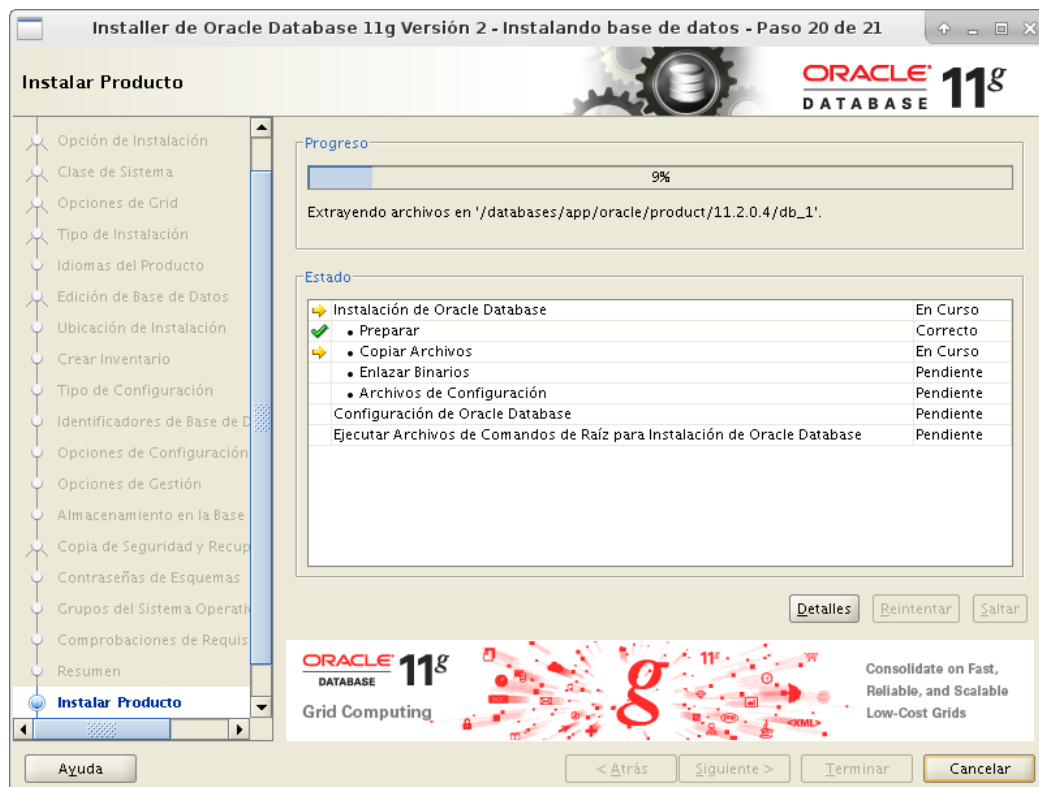 Installer de Oracle Database 11g Versión 2 - Instalando base de datos - Paso 20 de 21
Instalar Producto
ORACLE 11g
DATABASE
Opción de Instalación
Clase de Sistema
Opciones de Grid
Tipo de Instalación
Idiomas del Producto
Edición de Base de Datos
Ubicación de Instalación
Crear Inventario
Tipo de Configuración
Identificadores de Base de D
Opciones de Configuración
Opciones de Gestión
Almacenamiento en la Base
Copia de Seguridad y Recup
Contraseñas de Esquemas
Grupos del Sistema Operativ
Comprobaciones de Requis
Resumen
Instalar Producto
Progreso
9%
Extrayendo archivos en '/databases/app/oracle/product/11.2.0.4/db_1'.
Estado
Instalación de Oracle Database En Curso
• Preparar Correcto
• Copiar Archivos En Curso
• Enlazar Binarios Pendiente
• Archivos de Configuración Pendiente
Configuración de Oracle Database Pendiente
Ejecutar Archivos de Comandos de Raíz para Instalación de Oracle Database Pendiente
Detalles Reintentar Saltar
ORACLE 11g
DATABASE
Grid Computing
g
11g
<XML>
Consolidate on Fast,
Reliable, and Scalable
Low-Cost Grids
Ayuda < Atrás Siguiente > Terminar Cancelar